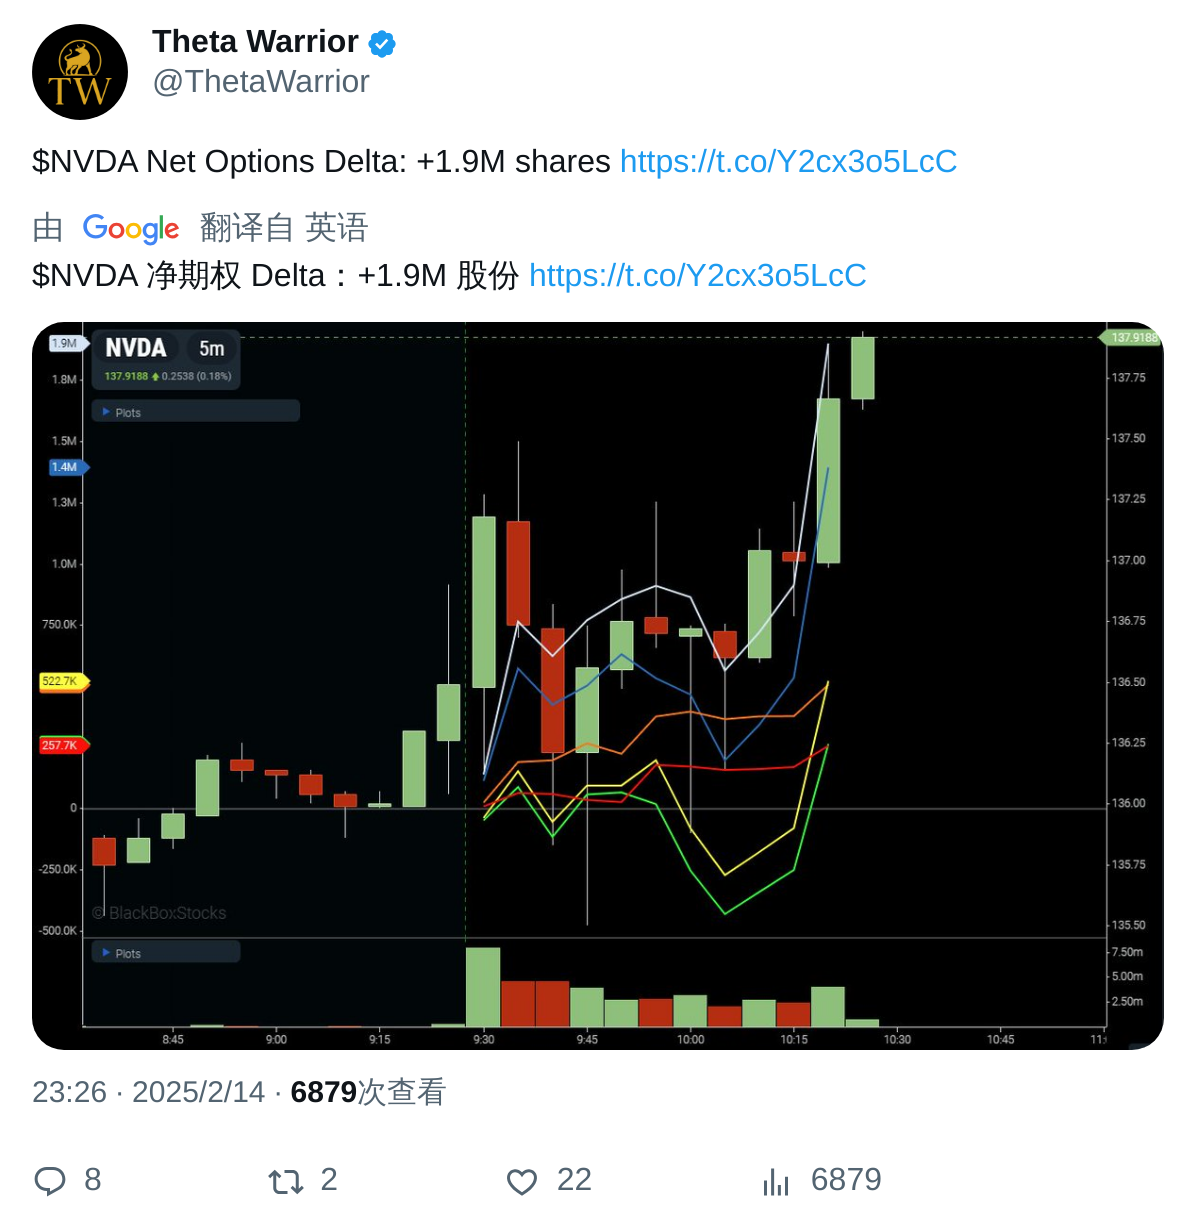 TW
Theta Warrior
@ThetaWarrior
$NVDA Net Options Delta: +1.9M shares https://t.co/Y2cx3o5LcC
由 Google 翻译自 英语
$NVDA 净期权 Delta：+1.9M 股份 https://t.co/Y2cx3o5LcC
NVDA 5m
137.9188 0.2538 (0.18%)
Plots
1.9M
1.8M
1.5M
1.4M
1.3M
1.0M
750.0K
522.7K
257.7K
0
-250.0K
-500.0K
137.9188
137.75
137.50
137.25
137.00
136.75
136.50
136.25
136.00
135.75
135.50
© BlackBoxStocks
Plots
7.50m
5.00m
2.50m
8:45 9:00 9:15 9:30 9:45 10:00 10:15 10:30 10:45
23:26 · 2025/2/14 · 6879次查看
8 2 22 6879